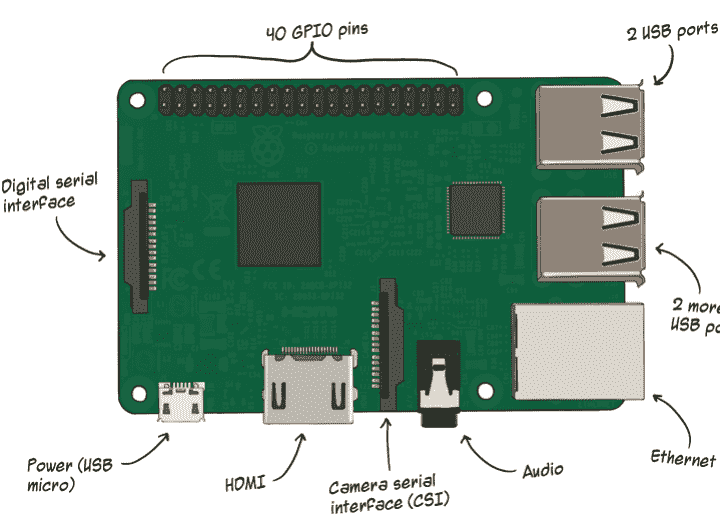 40 GPIO pins
2 USB ports
Digital serial
interface
2 more
USB po
Power (USB
micro)
HDMI
Camera serial
interface (CSI)
Audio
Ethernet